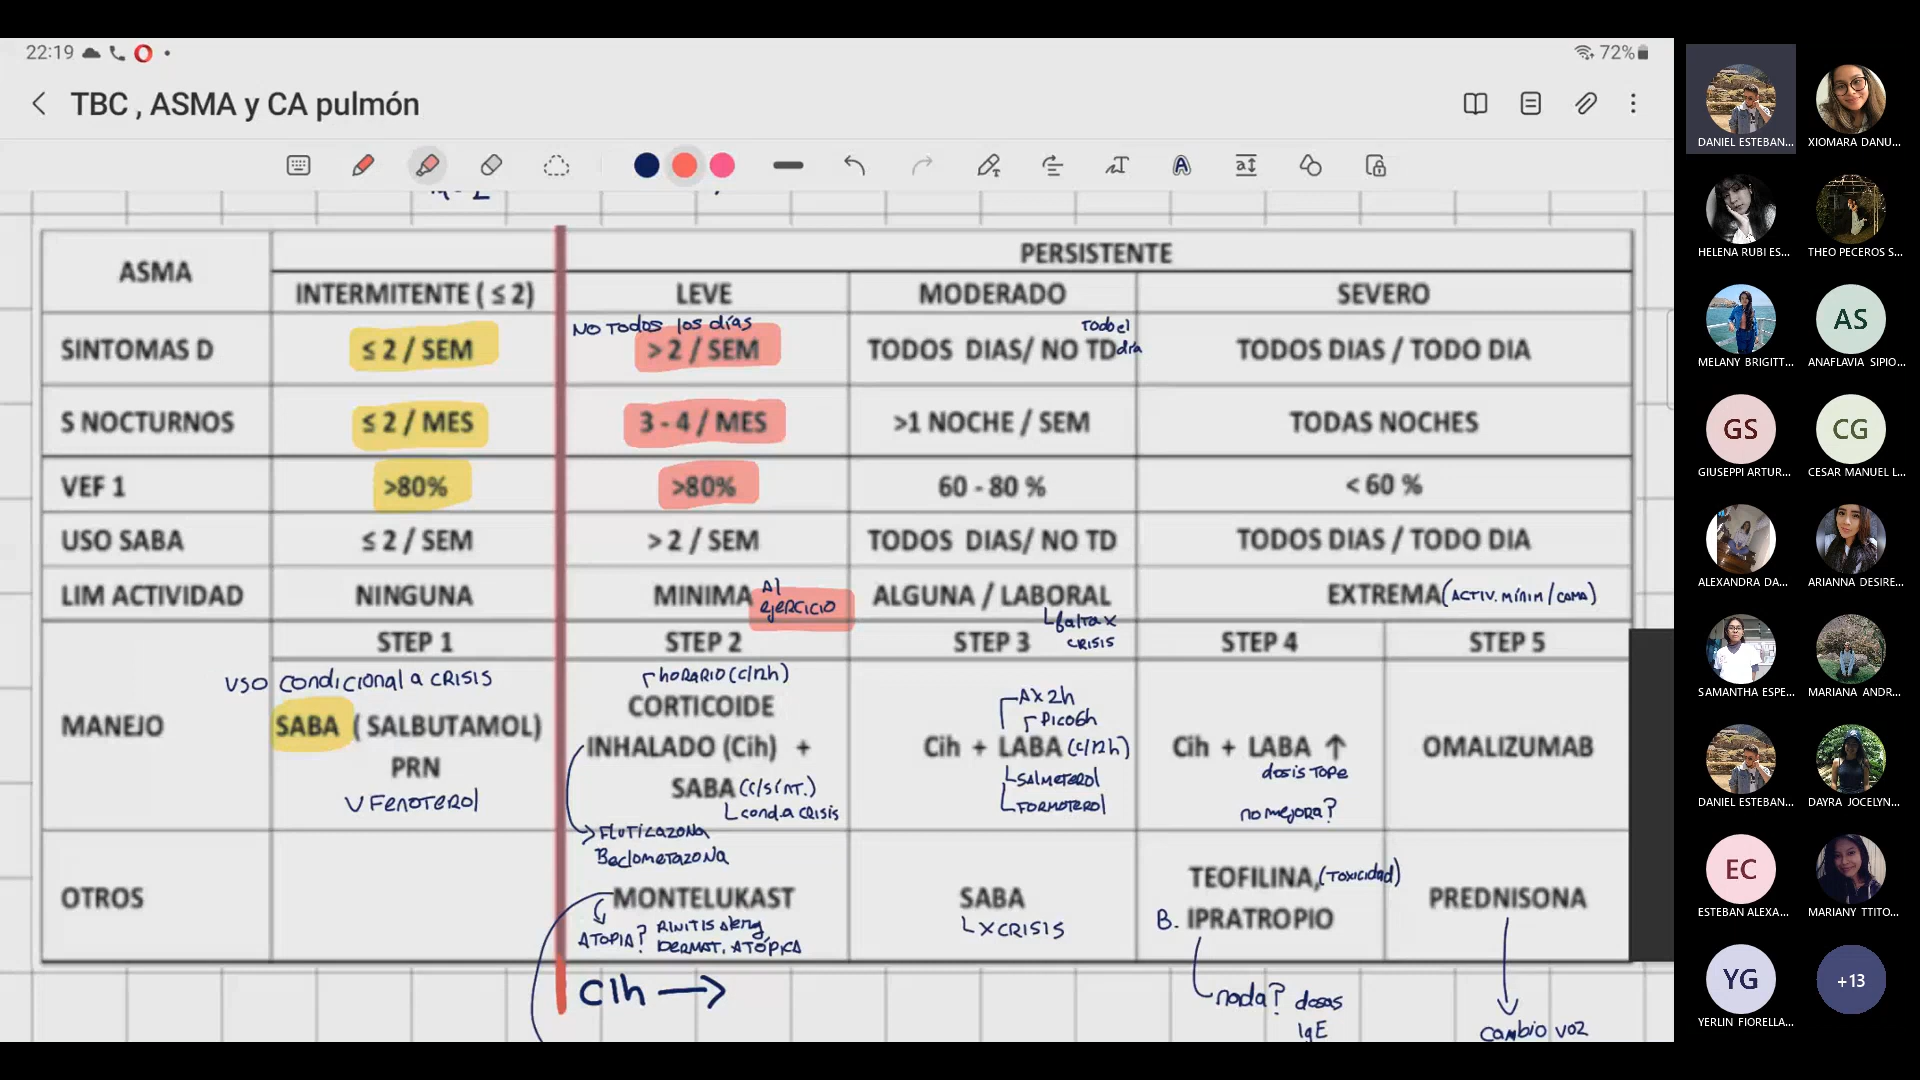 22:19
72%
TBC , ASMA y CA pulmón
ASMA
PERSISTENTE
INTERMITENTE ( ≤ 2)
LEVE
MODERADO
SEVERO
NO TODOS los días
Todo el
día
SINTOMAS D
≤ 2 / SEM
> 2 / SEM
TODOS DIAS/ NO TD
TODOS DIAS / TODO DIA
S NOCTURNOS
≤ 2 / MES
3 - 4 / MES
>1 NOCHE / SEM
TODAS NOCHES
VEF 1
>80%
>80%
60 - 80 %
< 60 %
USO SABA
≤ 2 / SEM
> 2 / SEM
TODOS DIAS/ NO TD
TODOS DIAS / TODO DIA
LIM ACTIVIDAD
NINGUNA
MINIMA
Al
ejercicio
ALGUNA / LABORAL
falta x
crisis
EXTREMA
(ACTIV. MÍNIM / CAMA)
STEP 1
STEP 2
STEP 3
STEP 4
STEP 5
MANEJO
USO condicional a CRISIS
SABA ( SALBUTAMOL)
PRN
V Fenoterol
HORARIO (c/12h)
CORTICOIDE
INHALADO (Cih) +
SABA (c/sínt.)
cond. a crisis
Fluticazona
Beclometazona
Ax 2h
Pico 6h
Cih + LABA (c/12h)
SALMETEROL
FORMOTEROL
Cih + LABA ↑
dosis TOPE
no mejora?
OMALIZUMAB
OTROS
MONTELUKAST
ATOPIA? RINITIS Alerg
DERMAT. ATÓPICA
SABA
X CRISIS
TEOFILINA, (TOXICIDAD)
B. IPRATROPIO
PREDNISONA
CIh →
nada? dosas
IgE
cambio voz
DANIEL ESTEBAN...
XIOMARA DANU...
HELENA RUBI ES...
THEO PECEROS S...
MELANY BRIGITT...
AS
ANAFLAVIA SIPIO...
GS
GIUSEPPI ARTUR...
CG
CESAR MANUEL L...
ALEXANDRA DA...
ARIANNA DESIRE...
SAMANTHA ESPE...
MARIANA ANDR...
DANIEL ESTEBAN...
DAYRA JOCELYN...
EC
ESTEBAN ALEXA...
MARIANY TTITO...
YG
YERLIN FIORELLA...
+13